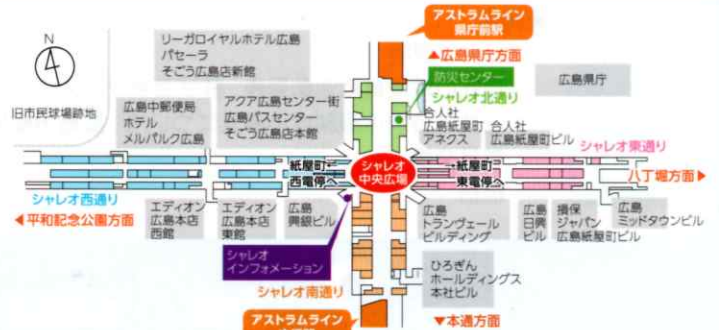 アストラムライン
県庁前駅
N
旧市民球場跡地
リーガロイヤルホテル広島
パセーラ
そごう広島店新館
▲広島県庁方面
防災センター
広島県庁
シャレオ北通り
広島中郵便局
ホテル
メルパルク広島
アクア広島センター街
広島バスセンター
そごう広島店本館
合人社
広島紙屋町
アネクス
合人社
広島紙屋町ビル
シャレオ東通り
紙屋町←
西電停へ
シャレオ
中央広場
→紙屋町
東電停へ
シャレオ西通り
八丁堀方面▶
◀平和記念公園方面
エディオン
広島本店
西館
エディオン
広島本店
東館
広島
興銀ビル
広島
トランヴェール
ビルディング
広島
日興
ビル
損保
ジャパン
広島紙屋町ビル
広島
ミッドタウンビル
シャレオ
インフォメーション
シャレオ南通り
ひろぎん
ホールディングス
本社ビル
アストラムライン
▼本通方面